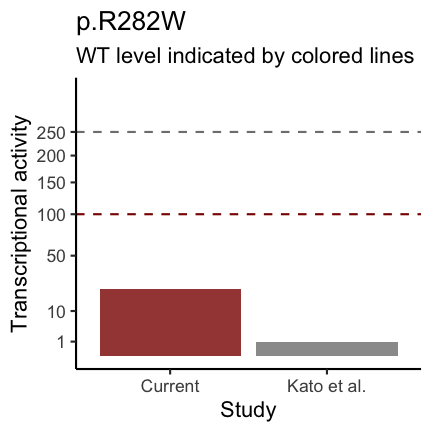 p.R282W
WT level indicated by colored lines
Transcriptional activity
250
200
150
100
50
10
1
Current
Kato et al.
Study